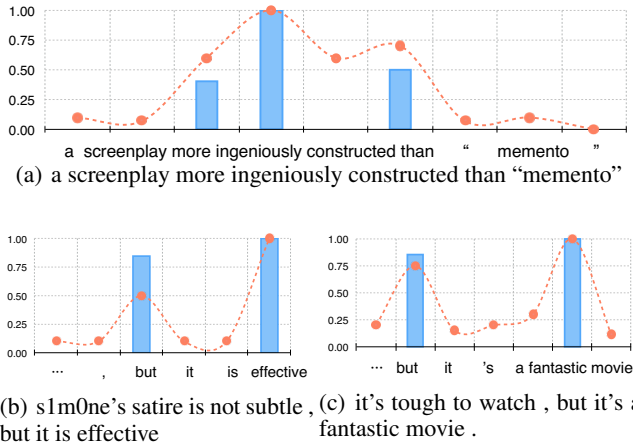 1.00
0.75
0.50
0.25
0.00
a screenplay more ingeniously constructed than “ memento ”
(a) a screenplay more ingeniously constructed than “memento”
1.00
0.75
0.50
0.25
0.00
... , but it is effective
(b) s1m0ne’s satire is not subtle ,
but it is effective
1.00
0.75
0.50
0.25
0.00
... but it 's a fantastic movie
(c) it’s tough to watch , but it’s a
fantastic movie .